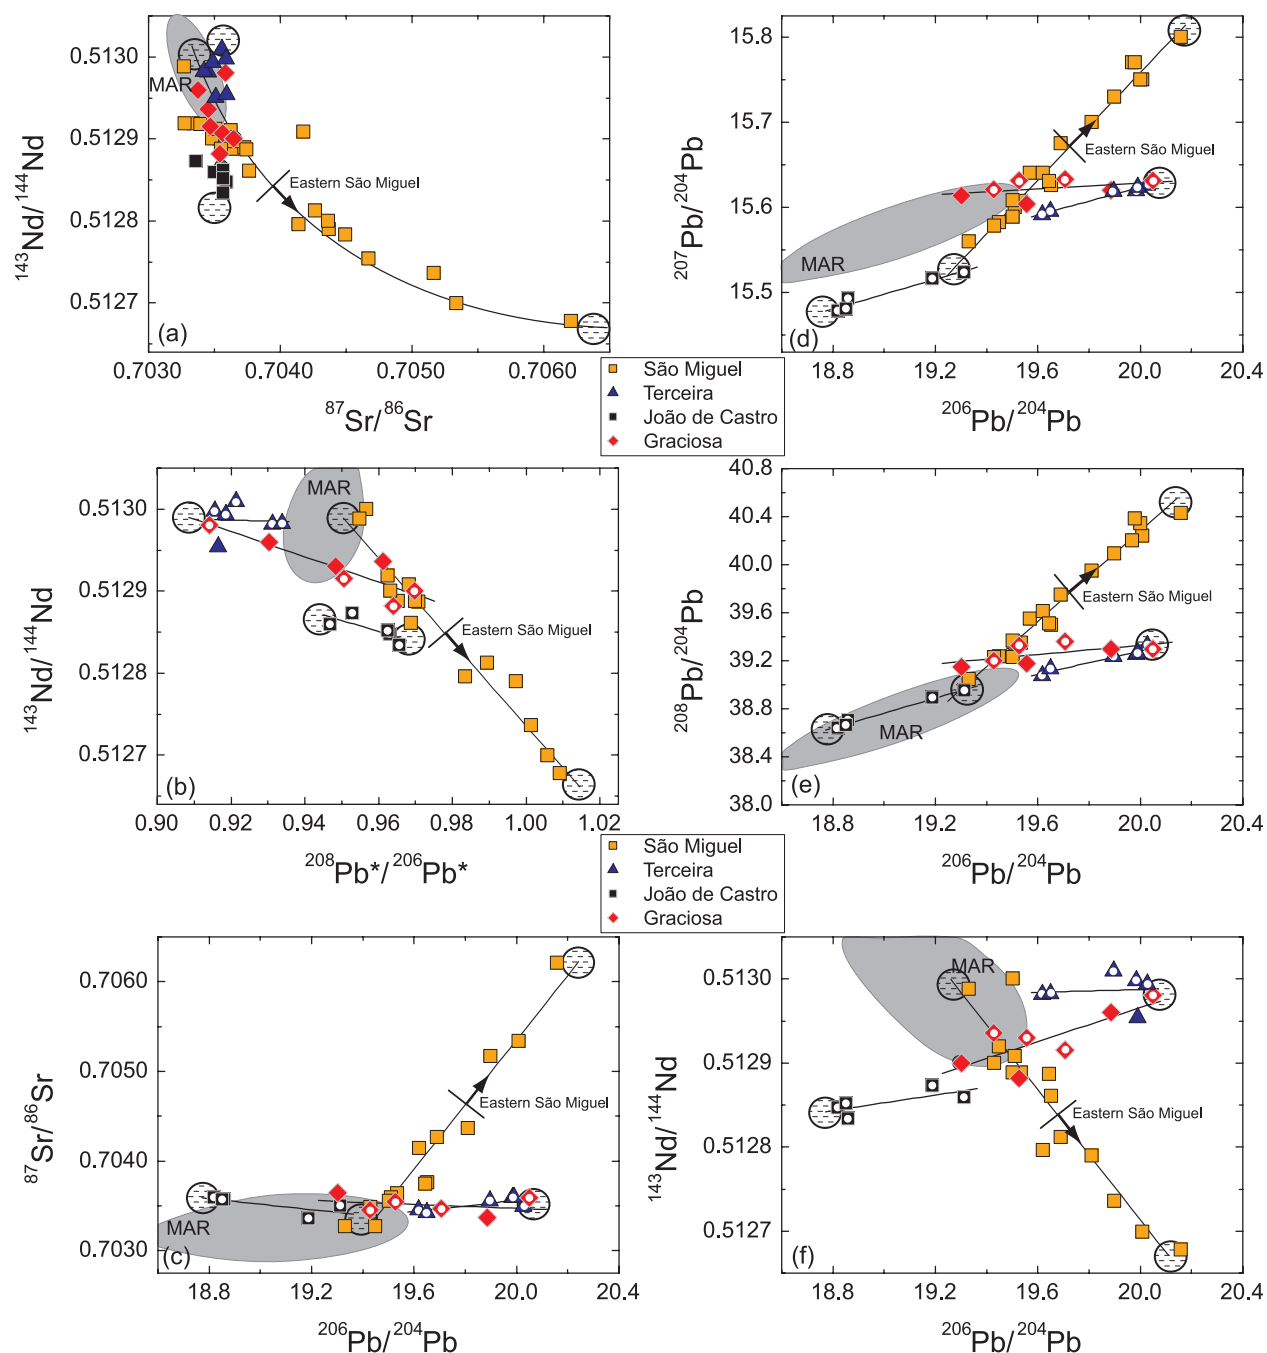 0.5130
0.5129
0.5128
0.5127
143Nd/144Nd
MAR
Eastern São Miguel
(a)
0.703
0.704
0.705
0.706
87Sr/86Sr
15.8
15.7
15.6
15.5
207Pb/204Pb
MAR
Eastern São Miguel
(d)
18.8
19.2
19.6
20.0
20.4
206Pb/204Pb
São Miguel
Terceira
João de Castro
Graciosa
0.5130
0.5129
0.5128
0.5127
143Nd/144Nd
MAR
Eastern São Miguel
(b)
0.90
0.92
0.94
0.96
0.98
1.00
1.02
208Pb*/206Pb*
40.8
40.4
40.0
39.6
39.2
38.8
38.4
38.0
208Pb/204Pb
MAR
Eastern São Miguel
(e)
18.8
19.2
19.6
20.0
20.4
206Pb/204Pb
São Miguel
Terceira
João de Castro
Graciosa
0.7060
0.7050
0.7040
0.7030
87Sr/86Sr
MAR
Eastern São Miguel
(c)
18.8
19.2
19.6
20.0
20.4
206Pb/204Pb
0.5130
0.5129
0.5128
0.5127
143Nd/144Nd
MAR
Eastern São Miguel
(f)
18.8
19.2
19.6
20.0
20.4
206Pb/204Pb